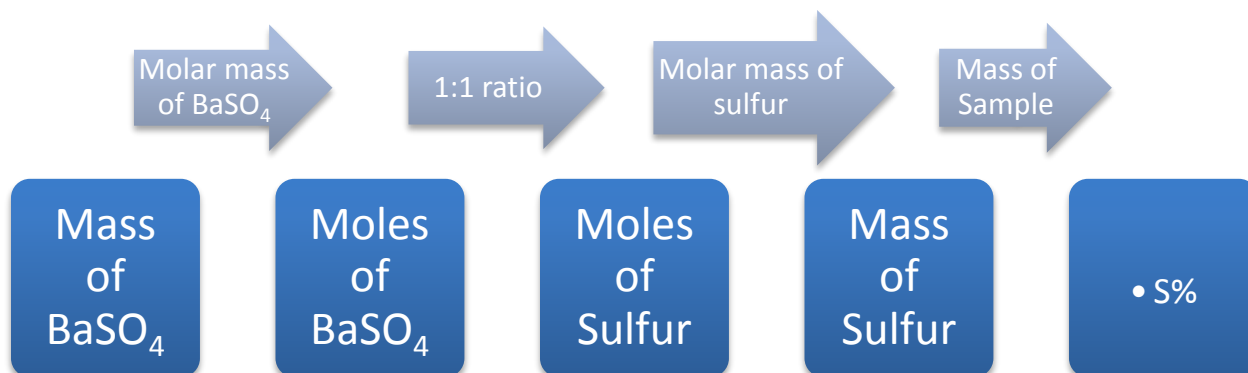 Molar mass
of BaSO₄
1:1 ratio
Molar mass of
sulfur
Mass of
Sample
Mass
of
BaSO₄
Moles
of
BaSO₄
Moles
of
Sulfur
Mass
of
Sulfur
• S%